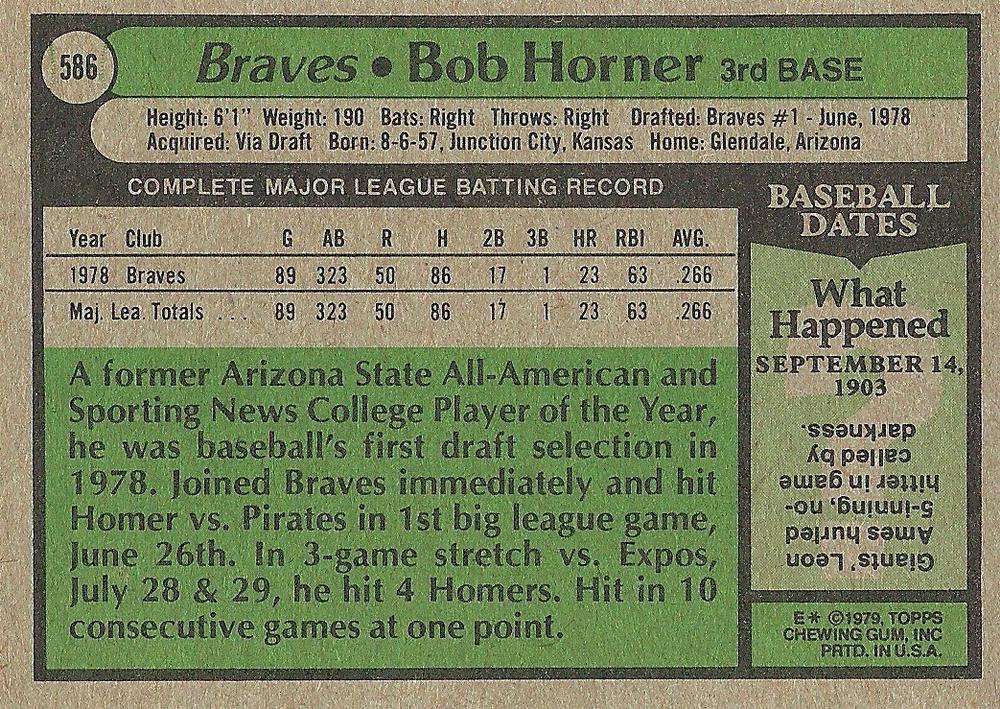 586
Braves • Bob Horner 3rd BASE
Height: 6'1" Weight: 190 Bats: Right Throws: Right Drafted: Braves #1 - June, 1978
Acquired: Via Draft Born: 8-6-57, Junction City, Kansas Home: Glendale, Arizona
COMPLETE MAJOR LEAGUE BATTING RECORD
Year Club G AB R H 2B 3B HR RBI AVG.
1978 Braves 89 323 50 86 17 1 23 63 .266
Maj. Lea. Totals ... 89 323 50 86 17 1 23 63 .266
A former Arizona State All-American and
Sporting News College Player of the Year,
he was baseball's first draft selection in
1978. Joined Braves immediately and hit
Homer vs. Pirates in 1st big league game,
June 26th. In 3-game stretch vs. Expos,
July 28 & 29, he hit 4 Homers. Hit in 10
consecutive games at one point.
BASEBALL
DATES
What
Happened
SEPTEMBER 14,
1903
Giants' Leon
Ames hurled
5-inning, no-
hitter in game
called by
darkness.
E* ©1979, TOPPS
CHEWING GUM, INC
PRTD. IN U.S.A.